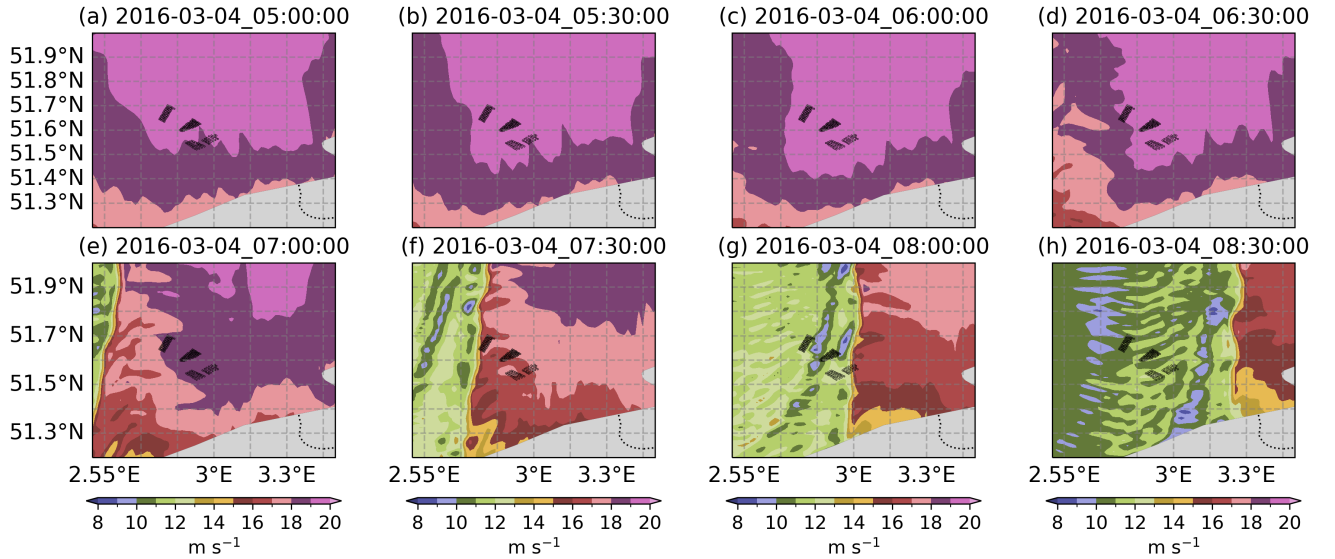 (a) 2016-03-04_05:00:00
(b) 2016-03-04_05:30:00
(c) 2016-03-04_06:00:00
(d) 2016-03-04_06:30:00
51.9°N
51.8°N
51.7°N
51.6°N
51.5°N
51.4°N
51.3°N
(e) 2016-03-04_07:00:00
(f) 2016-03-04_07:30:00
(g) 2016-03-04_08:00:00
(h) 2016-03-04_08:30:00
51.9°N
51.7°N
51.5°N
51.3°N
2.55°E 3°E 3.3°E
2.55°E 3°E 3.3°E
2.55°E 3°E 3.3°E
2.55°E 3°E 3.3°E
8 10 12 14 16 18 20
8 10 12 14 16 18 20
8 10 12 14 16 18 20
8 10 12 14 16 18 20
m s⁻¹
m s⁻¹
m s⁻¹
m s⁻¹